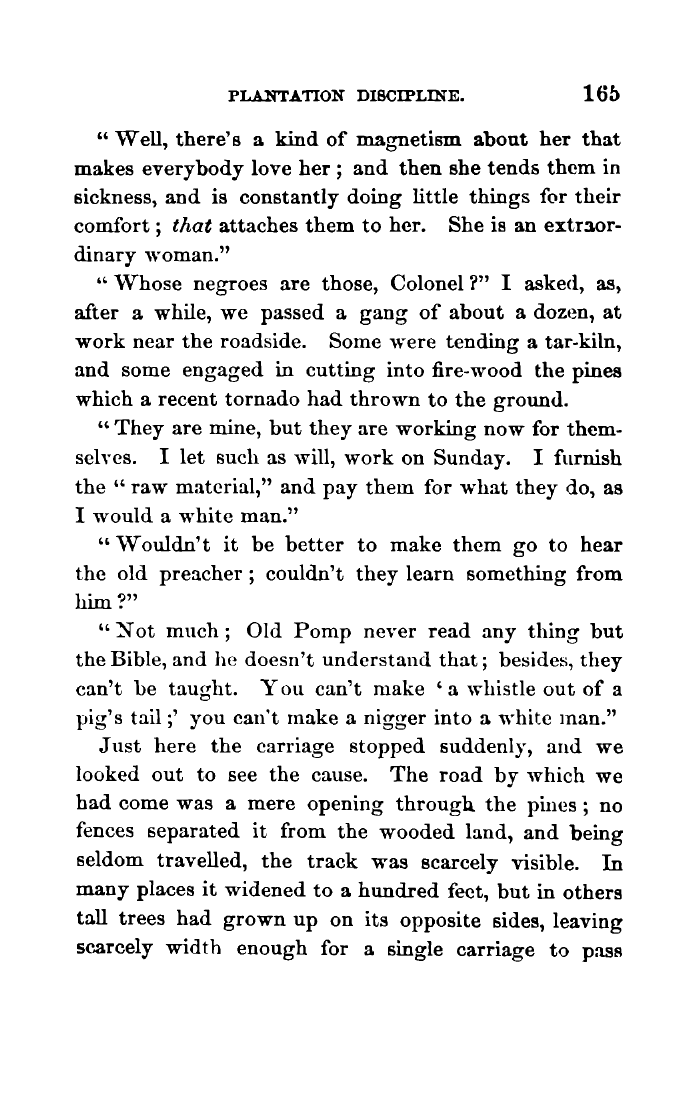 PLANTATION DISCIPLINE. 165
“ Well, there’s a kind of magnetism about her that
makes everybody love her ; and then she tends them in
sickness, and is constantly doing little things for their
comfort ; that attaches them to her. She is an extraor-
dinary woman.”
“ Whose negroes are those, Colonel ?” I asked, as,
after a while, we passed a gang of about a dozen, at
work near the roadside. Some were tending a tar-kiln,
and some engaged in cutting into fire-wood the pines
which a recent tornado had thrown to the ground.
“ They are mine, but they are working now for them-
selves. I let such as will, work on Sunday. I furnish
the “ raw material,” and pay them for what they do, as
I would a white man.”
“ Wouldn’t it be better to make them go to hear
the old preacher ; couldn’t they learn something from
him ?”
“ Not much ; Old Pomp never read any thing but
the Bible, and he doesn’t understand that ; besides, they
can’t be taught. You can’t make ‘ a whistle out of a
pig’s tail ;’ you can’t make a nigger into a white man.”
Just here the carriage stopped suddenly, and we
looked out to see the cause. The road by which we
had come was a mere opening through the pines ; no
fences separated it from the wooded land, and being
seldom travelled, the track was scarcely visible. In
many places it widened to a hundred feet, but in others
tall trees had grown up on its opposite sides, leaving
scarcely width enough for a single carriage to pass